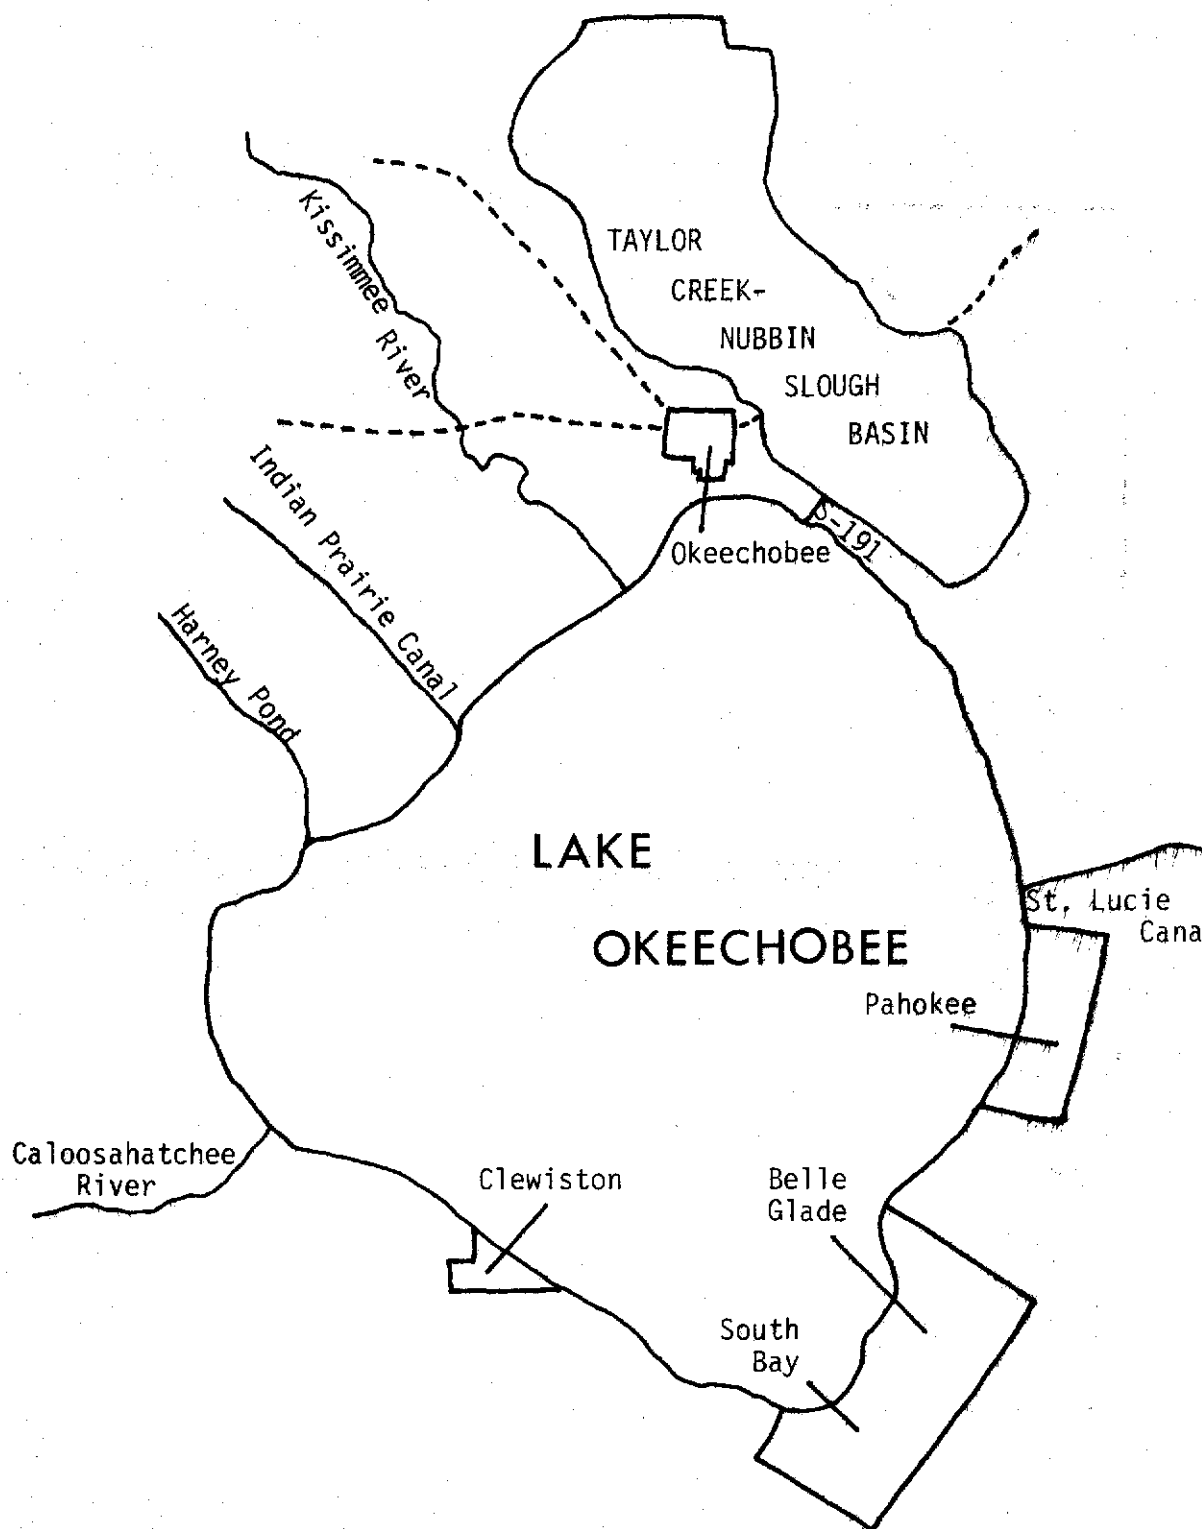 TAYLOR
CREEK-
NUBBIN
SLOUGH
BASIN
Kissimmee River
Indian Prairie Canal
Harney Pond
Okeechobee
S-191
LAKE
OKEECHOBEE
St. Lucie
Cana
Pahokee
Caloosahatchee
River
Clewiston
Belle
Glade
South
Bay